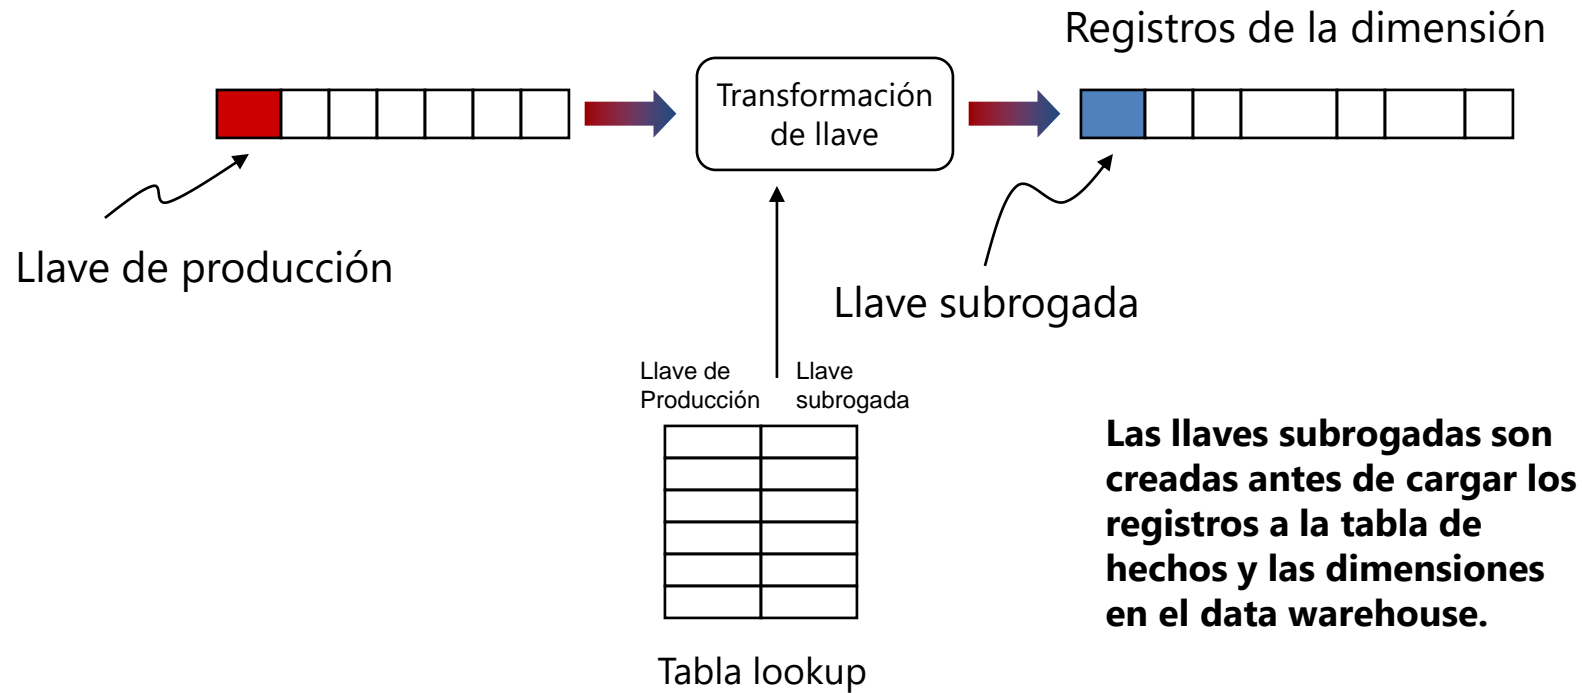 Registros de la dimensión
Transformación
de llave
Llave de producción
Llave subrogada
Llave de
Producción
Llave
subrogada
Las llaves subrogadas son
creadas antes de cargar los
registros a la tabla de
hechos y las dimensiones
en el data warehouse.
Tabla lookup